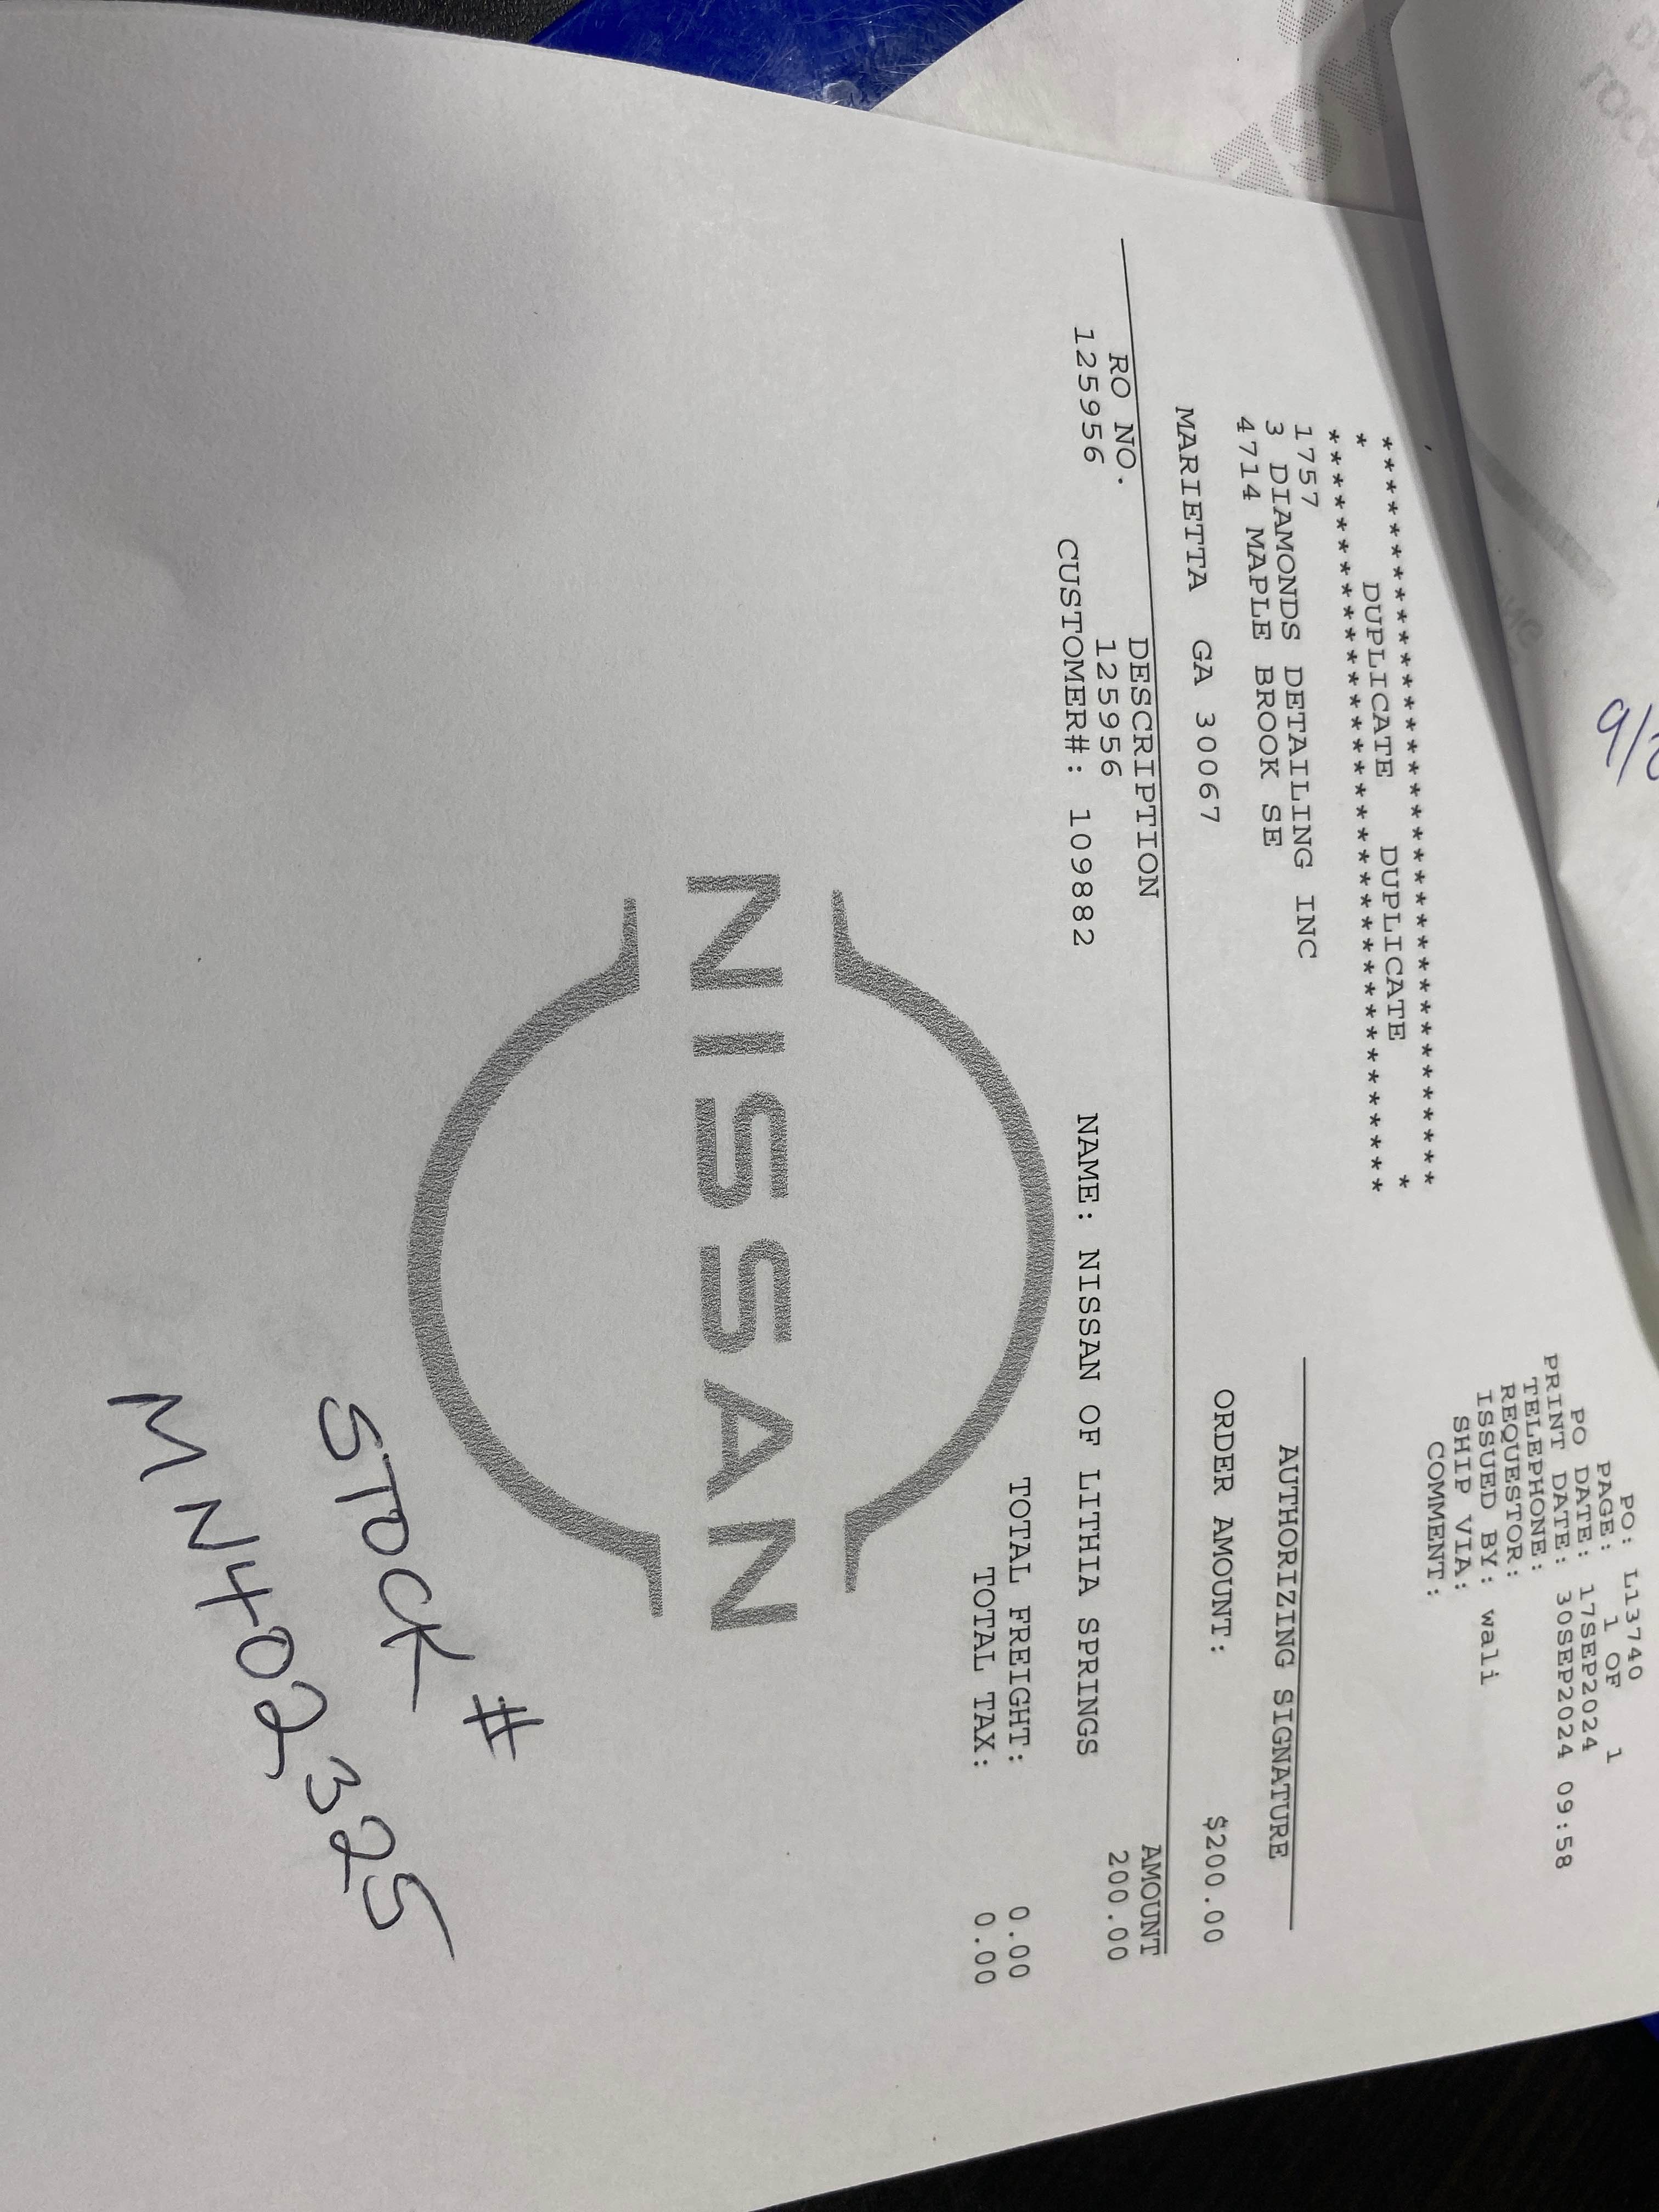 PO: L13740
PAGE: 1 OF 1
PO DATE: 17SEP2024
PRINT DATE: 30SEP2024 09:58
TELEPHONE:
REQUESTOR:
ISSUED BY: wali
SHIP VIA:
COMMENT:
* DUPLICATE DUPLICATE *
1757
3 DIAMONDS DETAILING INC
4714 MAPLE BROOK SE
MARIETTA GA 30067
AUTHORIZING SIGNATURE
ORDER AMOUNT: $200.00
RO NO. DESCRIPTION AMOUNT
125956 125956 200.00
CUSTOMER#: 109882 NAME: NISSAN OF LITHIA SPRINGS
TOTAL FREIGHT: 0.00
TOTAL TAX: 0.00
NISSAN
STOCK #
MN402325